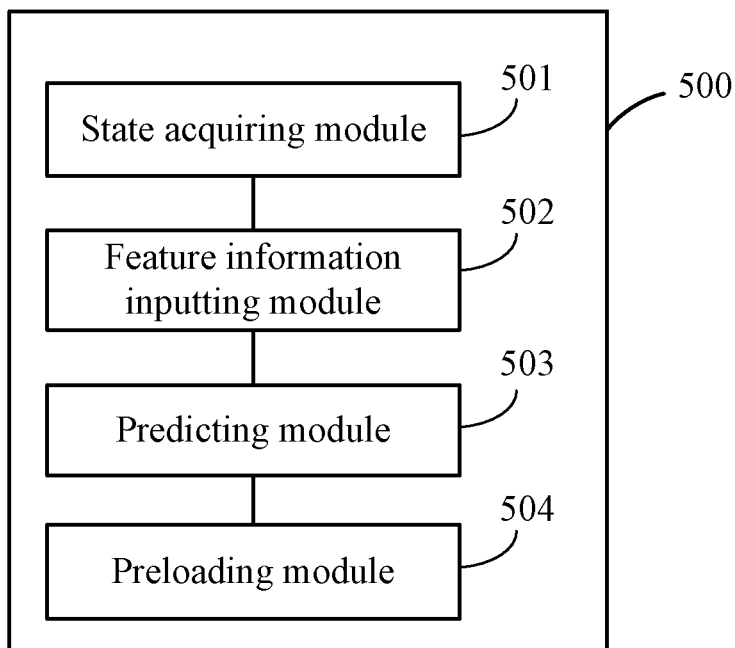 501
500
State acquiring module
502
Feature information
inputting module
503
Predicting module
504
Preloading module